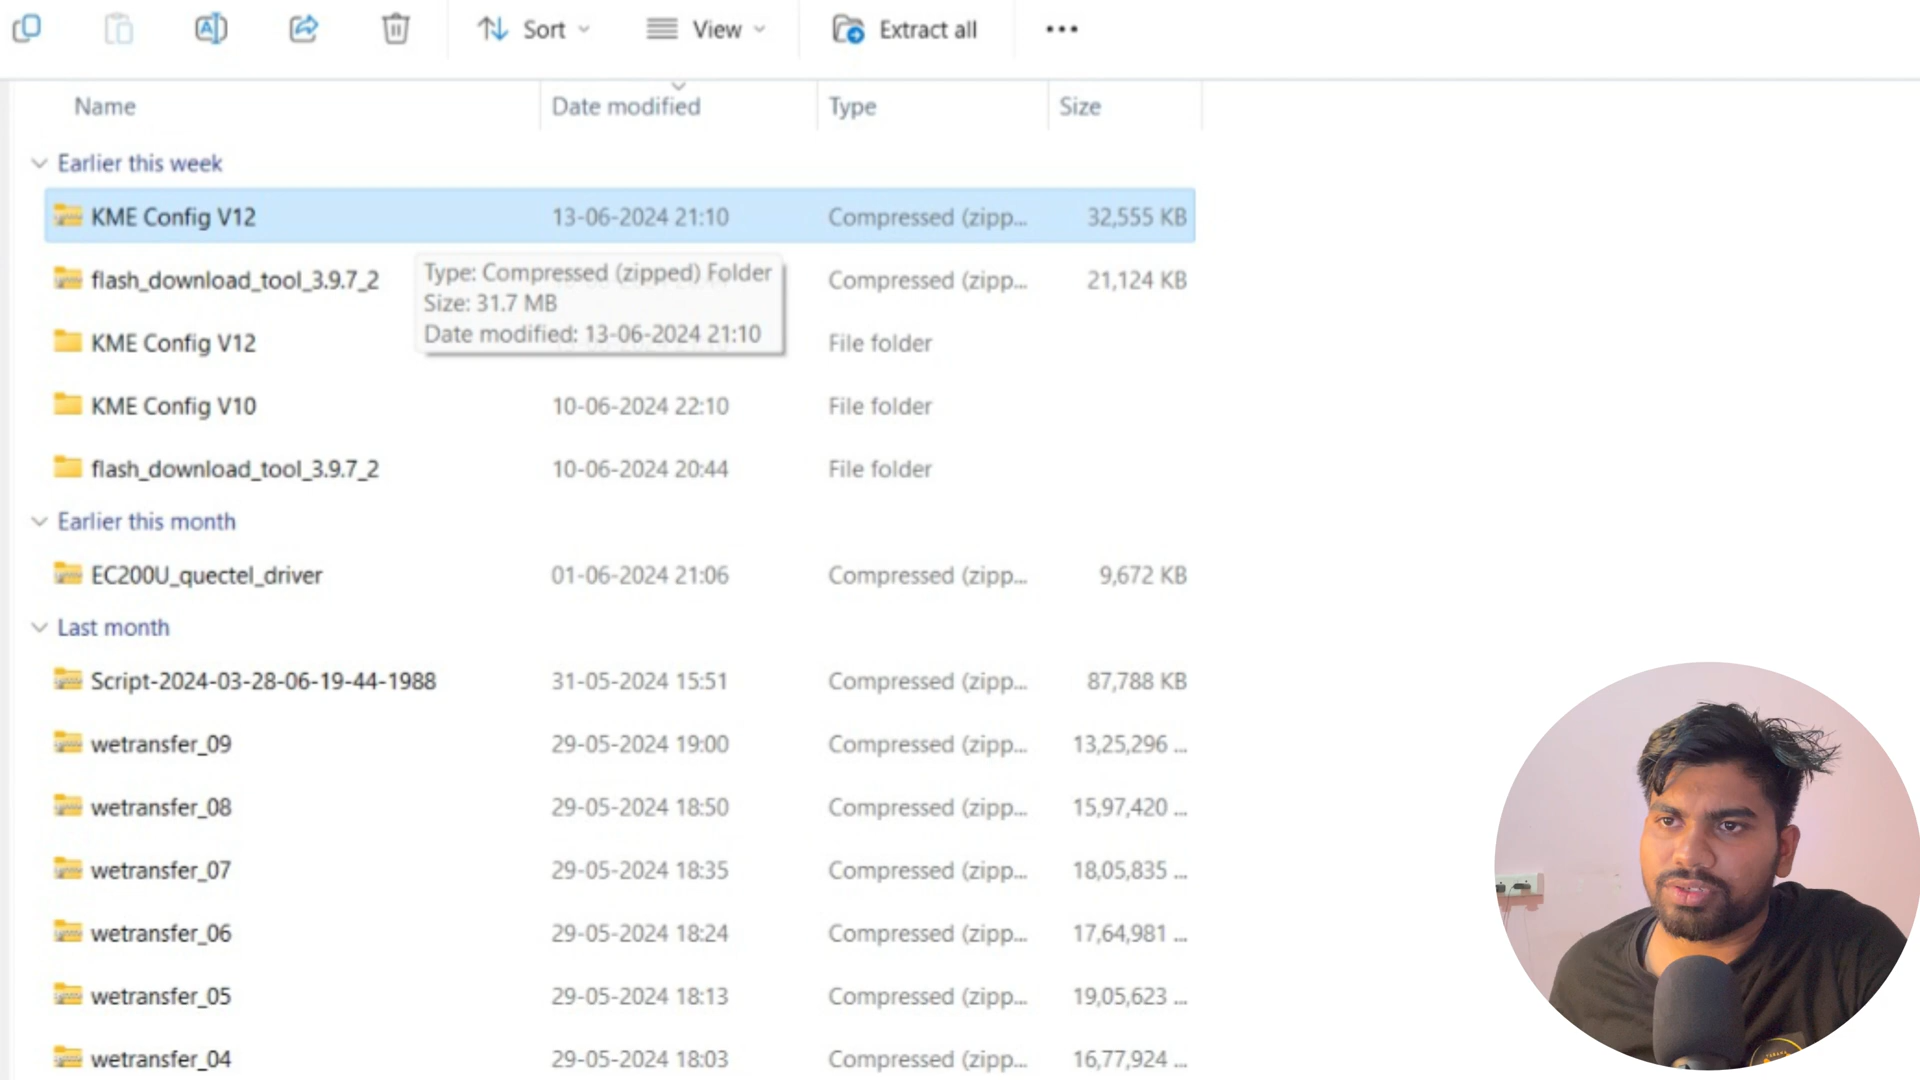 Sort
View
Extract all
Name Date modified Type Size
Earlier this week
KME Config V12 13-06-2024 21:10 Compressed (zipp... 32,555 KB
flash_download_tool_3.9.7_2 Compressed (zipp... 21,124 KB
Type: Compressed (zipped) Folder
Size: 31.7 MB
Date modified: 13-06-2024 21:10
KME Config V12 File folder
KME Config V10 10-06-2024 22:10 File folder
flash_download_tool_3.9.7_2 10-06-2024 20:44 File folder
Earlier this month
EC200U_quectel_driver 01-06-2024 21:06 Compressed (zipp... 9,672 KB
Last month
Script-2024-03-28-06-19-44-1988 31-05-2024 15:51 Compressed (zipp... 87,788 KB
wetransfer_09 29-05-2024 19:00 Compressed (zipp... 13,25,296 ...
wetransfer_08 29-05-2024 18:50 Compressed (zipp... 15,97,420 ...
wetransfer_07 29-05-2024 18:35 Compressed (zipp... 18,05,835 ...
wetransfer_06 29-05-2024 18:24 Compressed (zipp... 17,64,981 ...
wetransfer_05 29-05-2024 18:13 Compressed (zipp... 19,05,623 ...
wetransfer_04 29-05-2024 18:03 Compressed (zipp... 16,77,924 ...